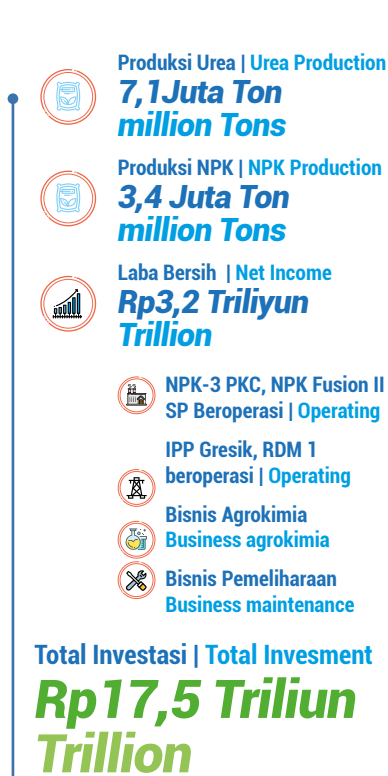 Produksi Urea | Urea Production
7,1Juta Ton
million Tons
Produksi NPK | NPK Production
3,4 Juta Ton
million Tons
Laba Bersih | Net Income
Rp3,2 Triliyun
Trillion
NPK-3 PKC, NPK Fusion II
SP Beroperasi | Operating
IPP Gresik, RDM 1
beroperasi | Operating
Bisnis Agrokimia
Business agrokimia
Bisnis Pemeliharaan
Business maintenance
Total Investasi | Total Invesment
Rp17,5 Triliun
Trillion